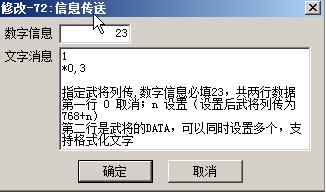 修改-72:信息传送
数字信息 23
文字消息 1
*0,3
指定武将列传,数字信息必填23，共两行数据
第一行 0 取消；n 设置（设置后武将列传为
768+n）
第二行是武将的DATA，可以同时设置多个，支
持格式化文字
确定 取消